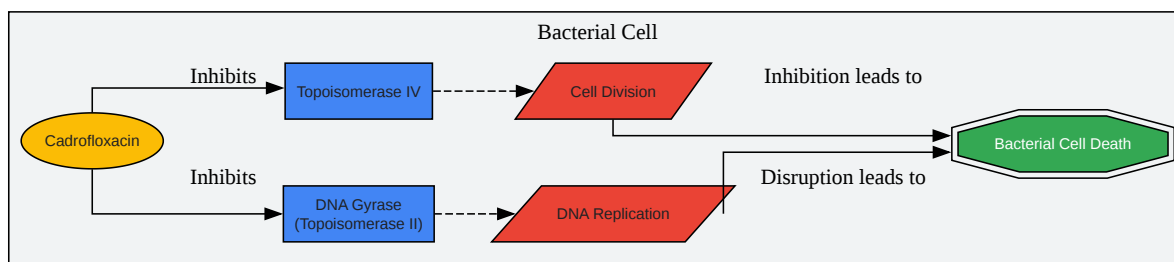 Bacterial Cell
Inhibits
Topoisomerase IV
Cell Division
Inhibition leads to
Cadrofloxacin
Bacterial Cell Death
Inhibits
DNA Gyrase
(Topoisomerase II)
DNA Replication
Disruption leads to